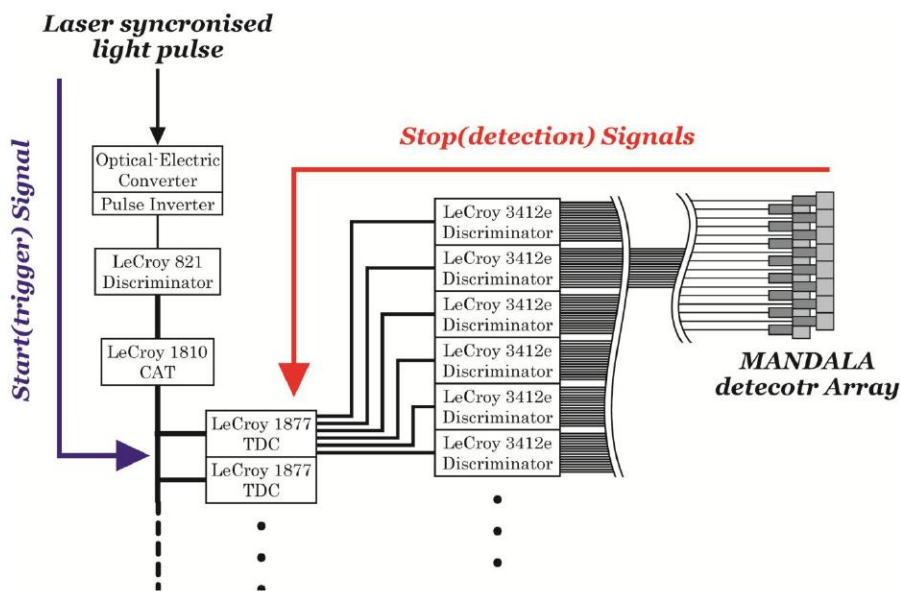 Laser syncronised
light pulse
Start(trigger) Signal
Optical-Electric
Converter
Pulse Inverter
LeCroy 821
Discriminator
LeCroy 1810
CAT
LeCroy 1877
TDC
LeCroy 1877
TDC
Stop(detection) Signals
LeCroy 3412e
Discriminator
LeCroy 3412e
Discriminator
LeCroy 3412e
Discriminator
LeCroy 3412e
Discriminator
LeCroy 3412e
Discriminator
LeCroy 3412e
Discriminator
MANDALA
detecotr Array